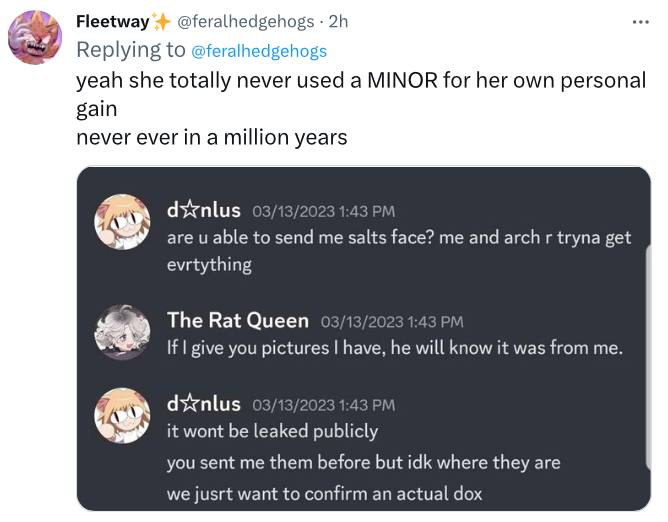 Fleetway✨ @feralhedgehogs · 2h
Replying to @feralhedgehogs
yeah she totally never used a MINOR for her own personal
gain
never ever in a million years
d☆nlus 03/13/2023 1:43 PM
are u able to send me salts face? me and arch r tryna get
evrtything
The Rat Queen 03/13/2023 1:43 PM
If I give you pictures I have, he will know it was from me.
d☆nlus 03/13/2023 1:43 PM
it wont be leaked publicly
you sent me them before but idk where they are
we jusrt want to confirm an actual dox